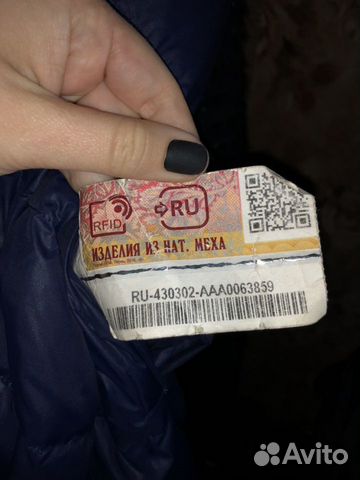 RFID
RU
ИЗДЕЛИЯ ИЗ НАТ. МЕХА
RU-430302-AAA0063859
Avito